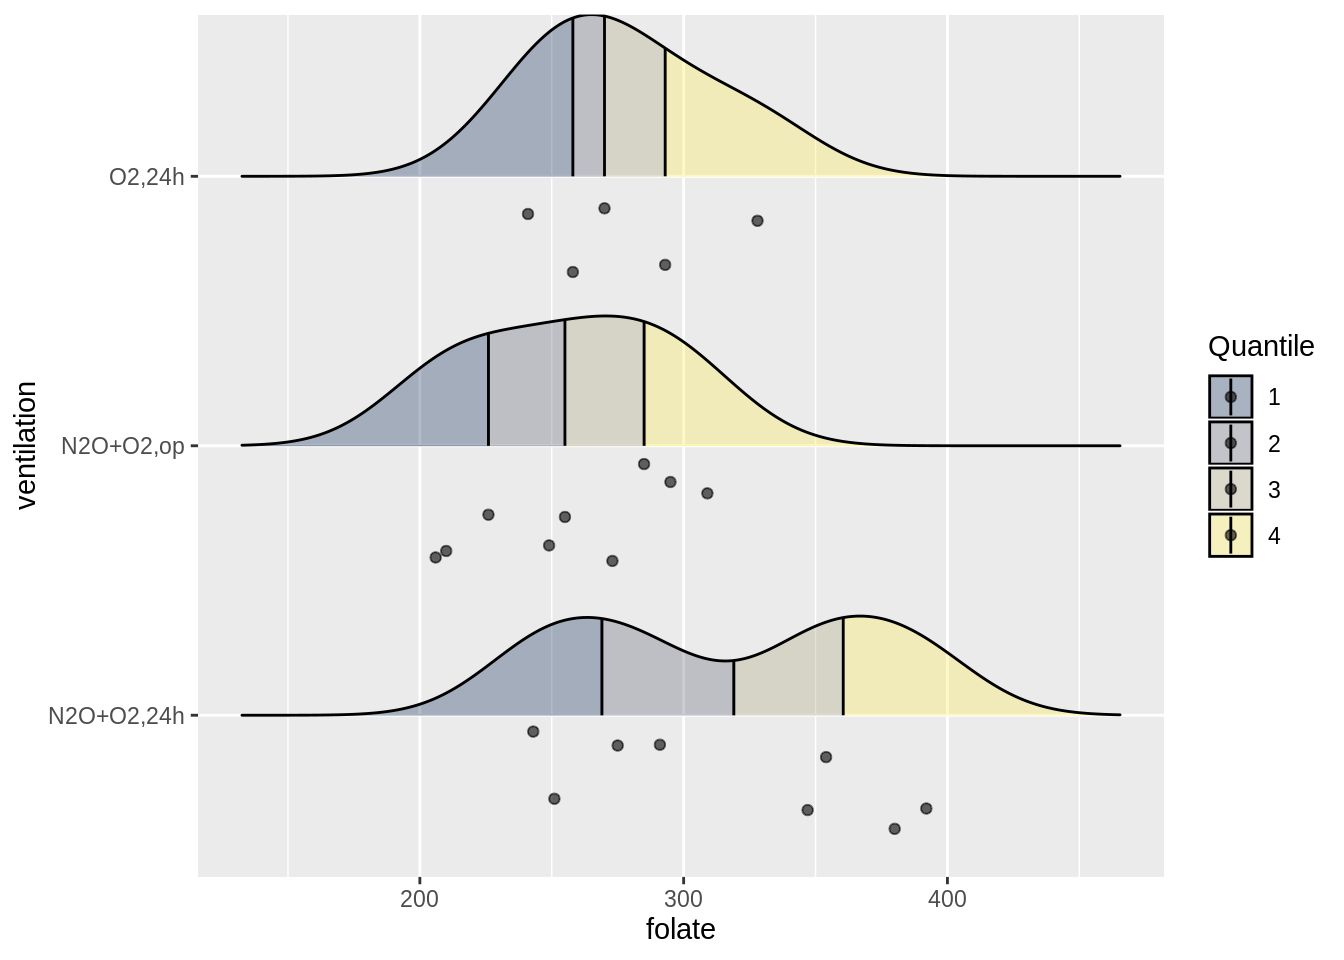 ventilation
O2,24h
N2O+O2,op
N2O+O2,24h
200 300 400
folate
Quantile
1
2
3
4